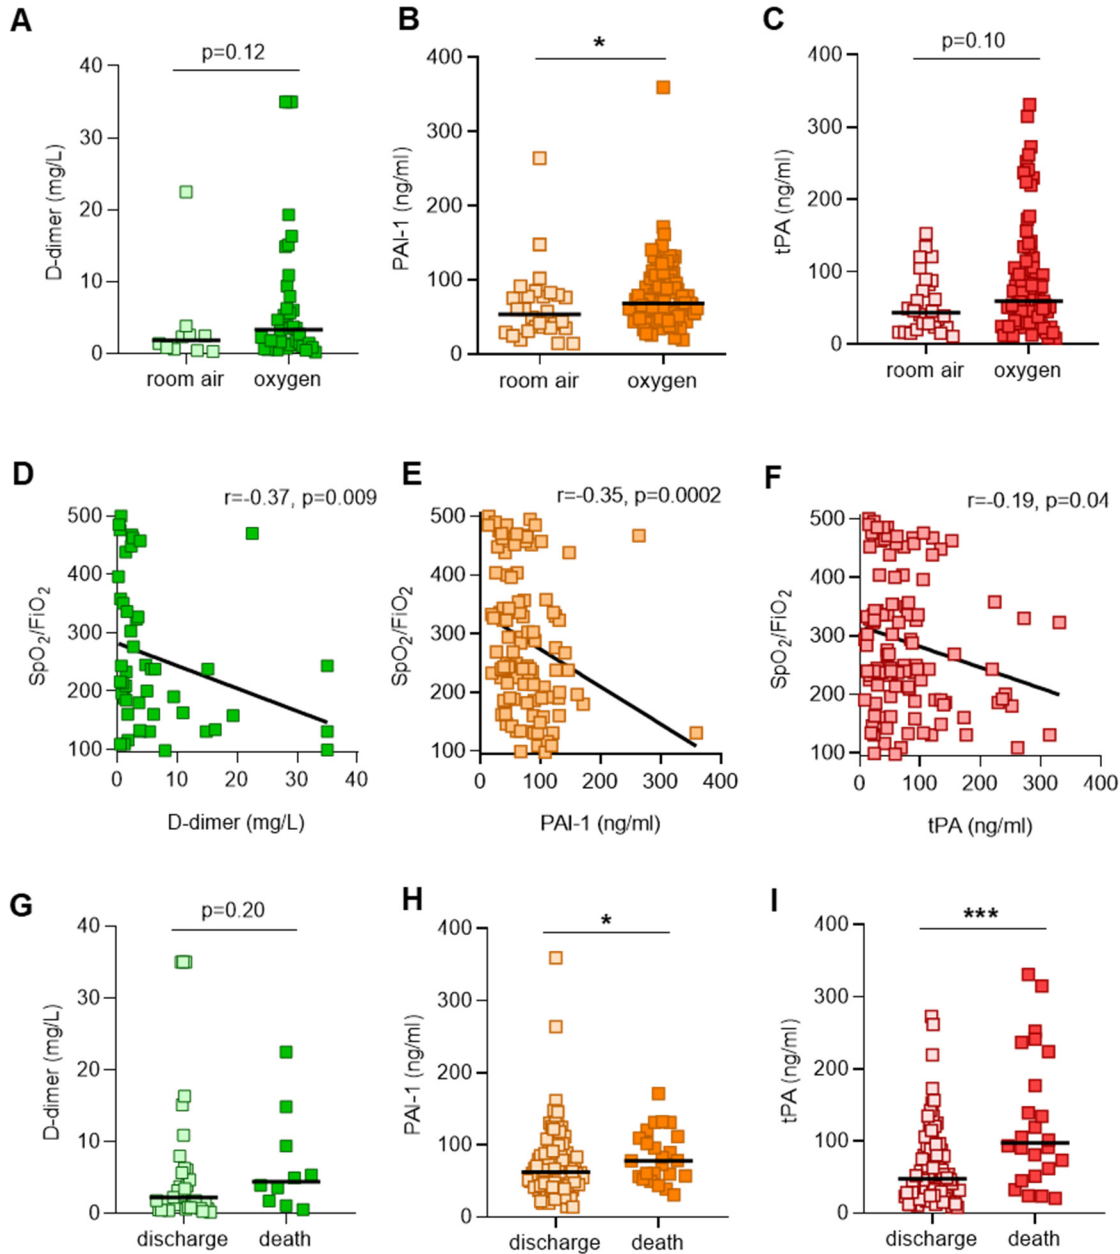 A
B
C
p=0.12
*
p=0.10
D-dimer (mg/L)
40
30
20
10
0
room air
oxygen
PAI-1 (ng/ml)
400
300
200
100
0
room air
oxygen
tPA (ng/ml)
400
300
200
100
0
room air
oxygen
D
E
F
r=-0.37, p=0.009
r=-0.35, p=0.0002
r=-0.19, p=0.04
SpO2/FiO2
500
400
300
200
100
0
10
20
30
40
D-dimer (mg/L)
SpO2/FiO2
500
400
300
200
100
0
100
200
300
400
PAI-1 (ng/ml)
SpO2/FiO2
500
400
300
200
100
0
100
200
300
400
tPA (ng/ml)
G
H
I
p=0.20
*
***
D-dimer (mg/L)
40
30
20
10
0
discharge
death
PAI-1 (ng/ml)
400
300
200
100
0
discharge
death
tPA (ng/ml)
400
300
200
100
0
discharge
death